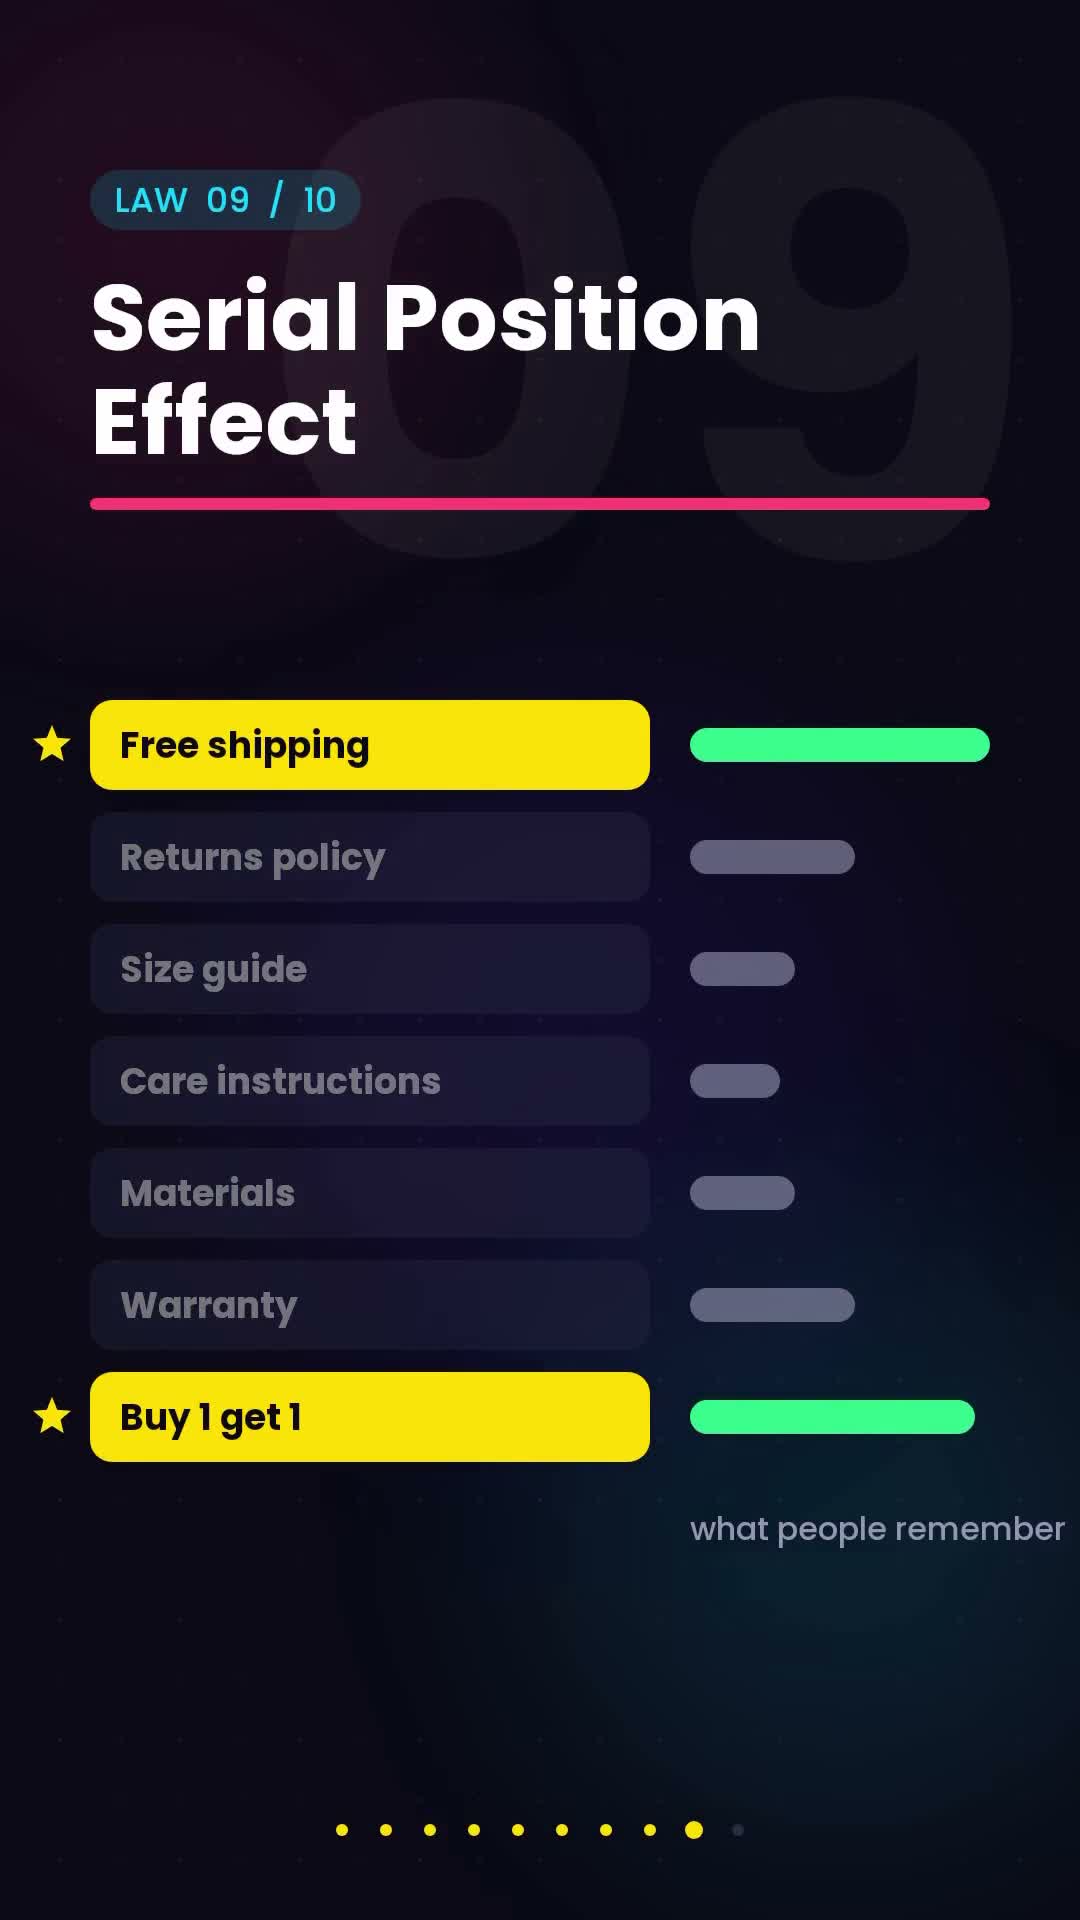 09
LAW 09 / 10
Serial Position
Effect
Free shipping
Returns policy
Size guide
Care instructions
Materials
Warranty
Buy 1 get 1
what people remember